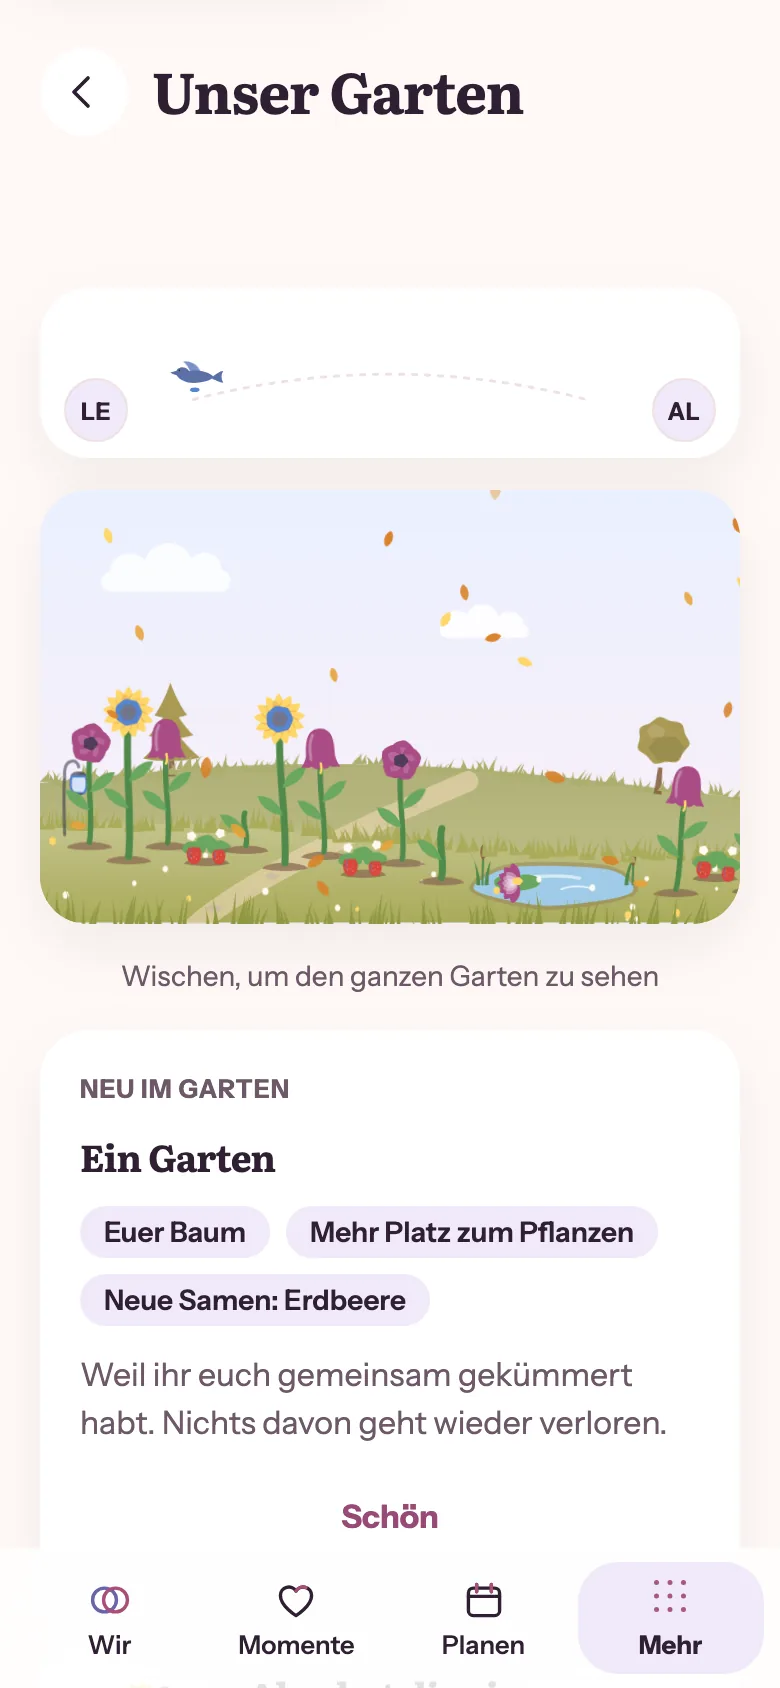 Unser Garten
LE
AL
Wischen, um den ganzen Garten zu sehen
NEU IM GARTEN
Ein Garten
Euer Baum
Mehr Platz zum Pflanzen
Neue Samen: Erdbeere
Weil ihr euch gemeinsam gekümmert
habt. Nichts davon geht wieder verloren.
Schön
Wir
Momente
Planen
Mehr